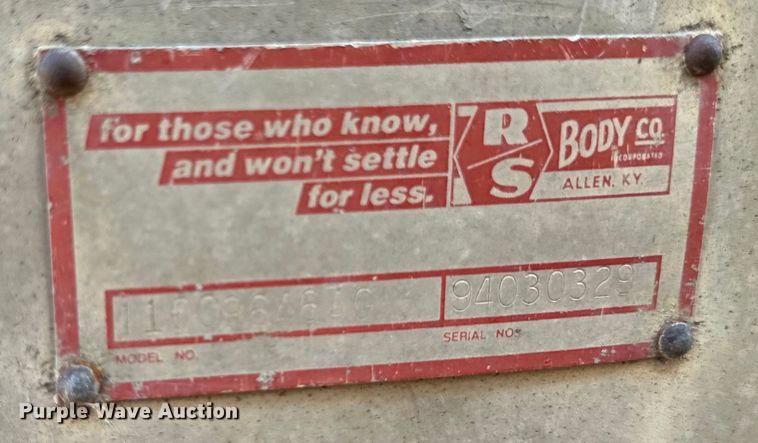 for those who know,
and won't settle
for less.
R/S
BODY CO.
INCORPORATED
ALLEN, KY.
94030329
MODEL NO.
SERIAL NO.
Purple Wave Auction